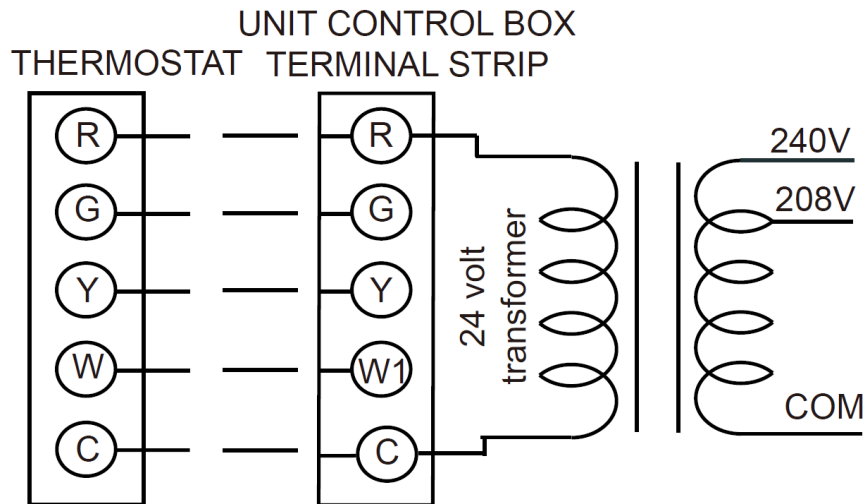 UNIT CONTROL BOX
THERMOSTAT TERMINAL STRIP
R R
240V
G G
208V
24 volt
transformer
Y Y
W W1
COM
C C